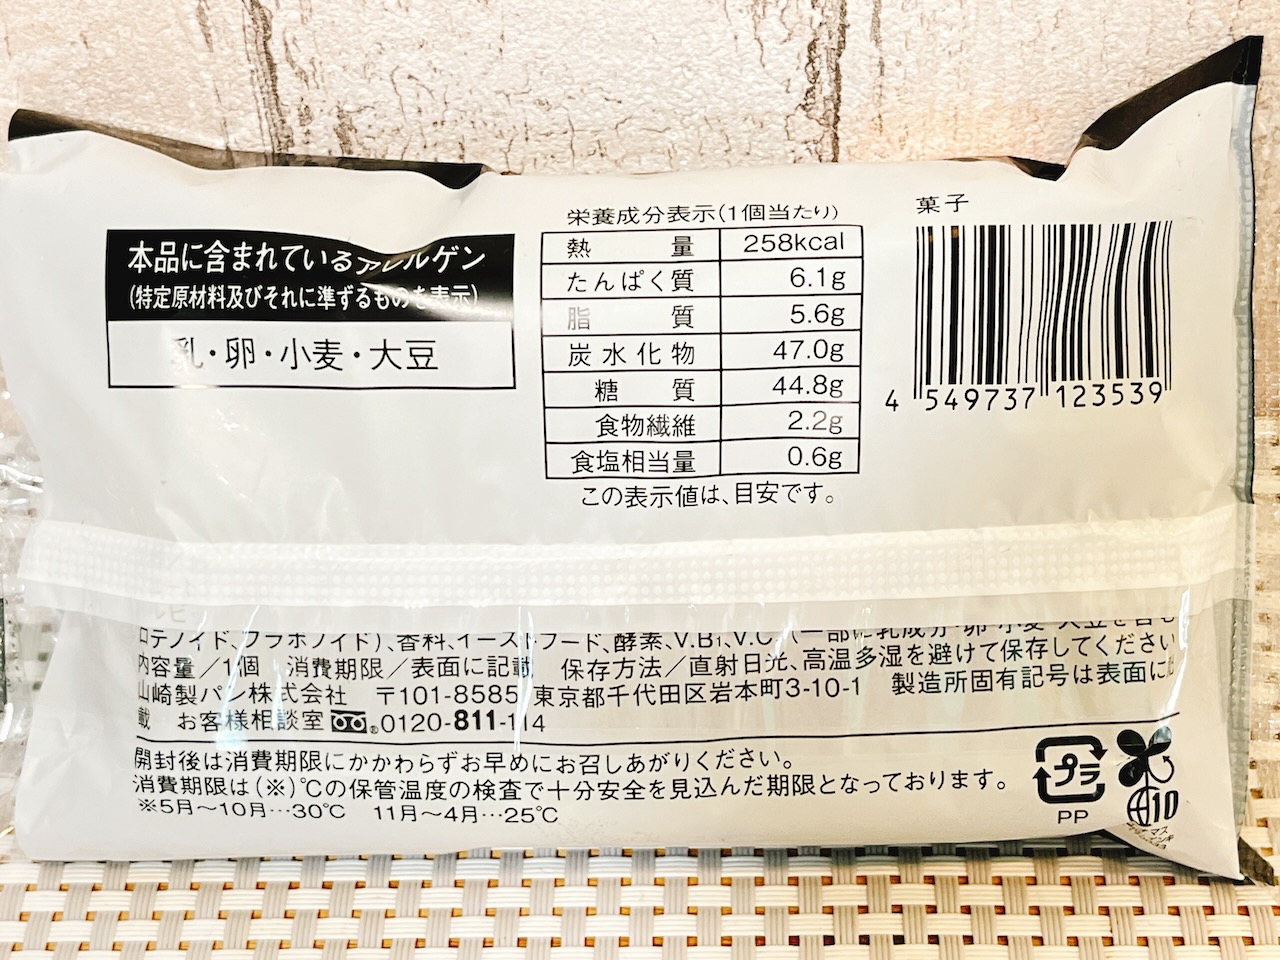 本品に含まれているアレルゲン
(特定原材料及びそれに準ずるものを表示)
乳・卵・小麦・大豆
栄養成分表示(1個当たり)
熱量 258kcal
たんぱく質 6.1g
脂質 5.6g
炭水化物 47.0g
糖質 44.8g
食物繊維 2.2g
食塩相当量 0.6g
この表示値は、目安です。
菓子
4 549737 123539
ロテノイド、フラボノイド)、香料、イーストフード、酵素、V.B1、V.C、(一部に乳成分・卵・小麦・大豆を含む
内容量/1個 消費期限/表面に記載 保存方法/直射日光、高温多湿を避けて保存してください
山崎製パン株式会社 〒101-8585 東京都千代田区岩本町3-10-1 製造所固有記号は表面に
載 お客様相談室 0120-811-114
開封後は消費期限にかかわらずお早めにお召しあがりください。
消費期限は(※)℃の保管温度の検査で十分安全を見込んだ期限となっております。
※5月〜10月…30℃ 11月〜4月…25℃
プラ
PP
10